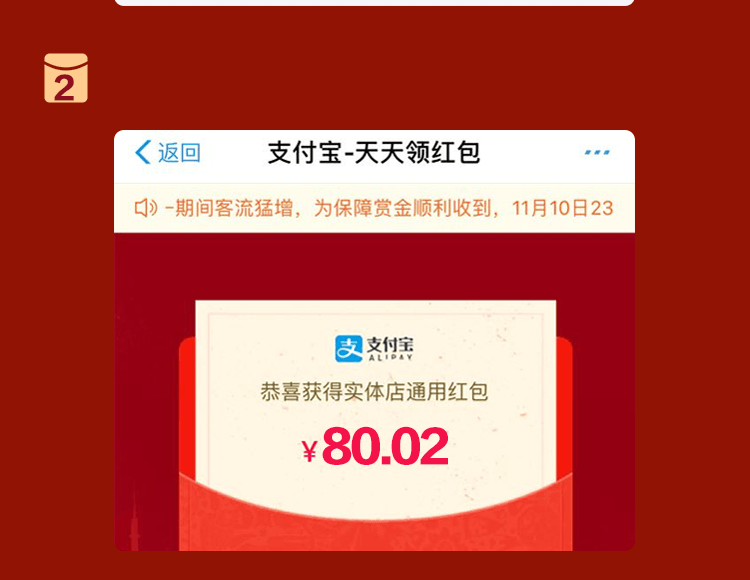 2
返回
支付宝-天天领红包
...
-期间客流猛增，为保障赏金顺利收到，11月10日23
支 支付宝
ALIPAY
恭喜获得实体店通用红包
¥80.02